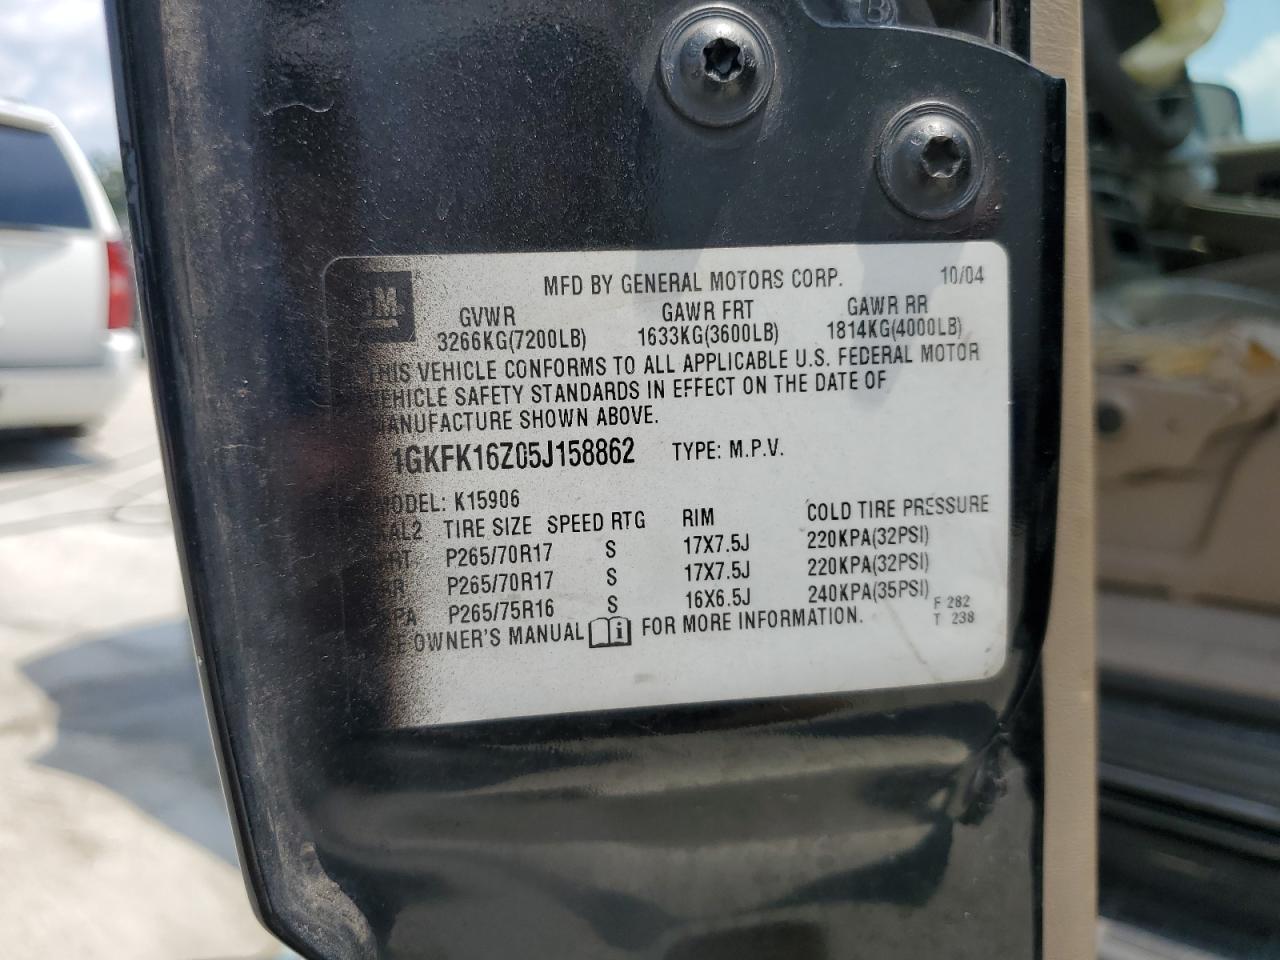 MFD BY GENERAL MOTORS CORP. 10/04
GVWR GAWR FRT GAWR RR
3266KG(7200LB) 1633KG(3600LB) 1814KG(4000LB)
THIS VEHICLE CONFORMS TO ALL APPLICABLE U.S. FEDERAL MOTOR
VEHICLE SAFETY STANDARDS IN EFFECT ON THE DATE OF
MANUFACTURE SHOWN ABOVE.
1GKFK16Z05J158862 TYPE: M.P.V.
MODEL: K15906
TIRE SIZE SPEED RTG RIM COLD TIRE PRESSURE
P265/70R17 S 17X7.5J 220KPA(32PSI)
P265/70R17 S 17X7.5J 220KPA(32PSI)
P265/75R16 S 16X6.5J 240KPA(35PSI)
OWNER'S MANUAL FOR MORE INFORMATION.
F 282
T 238